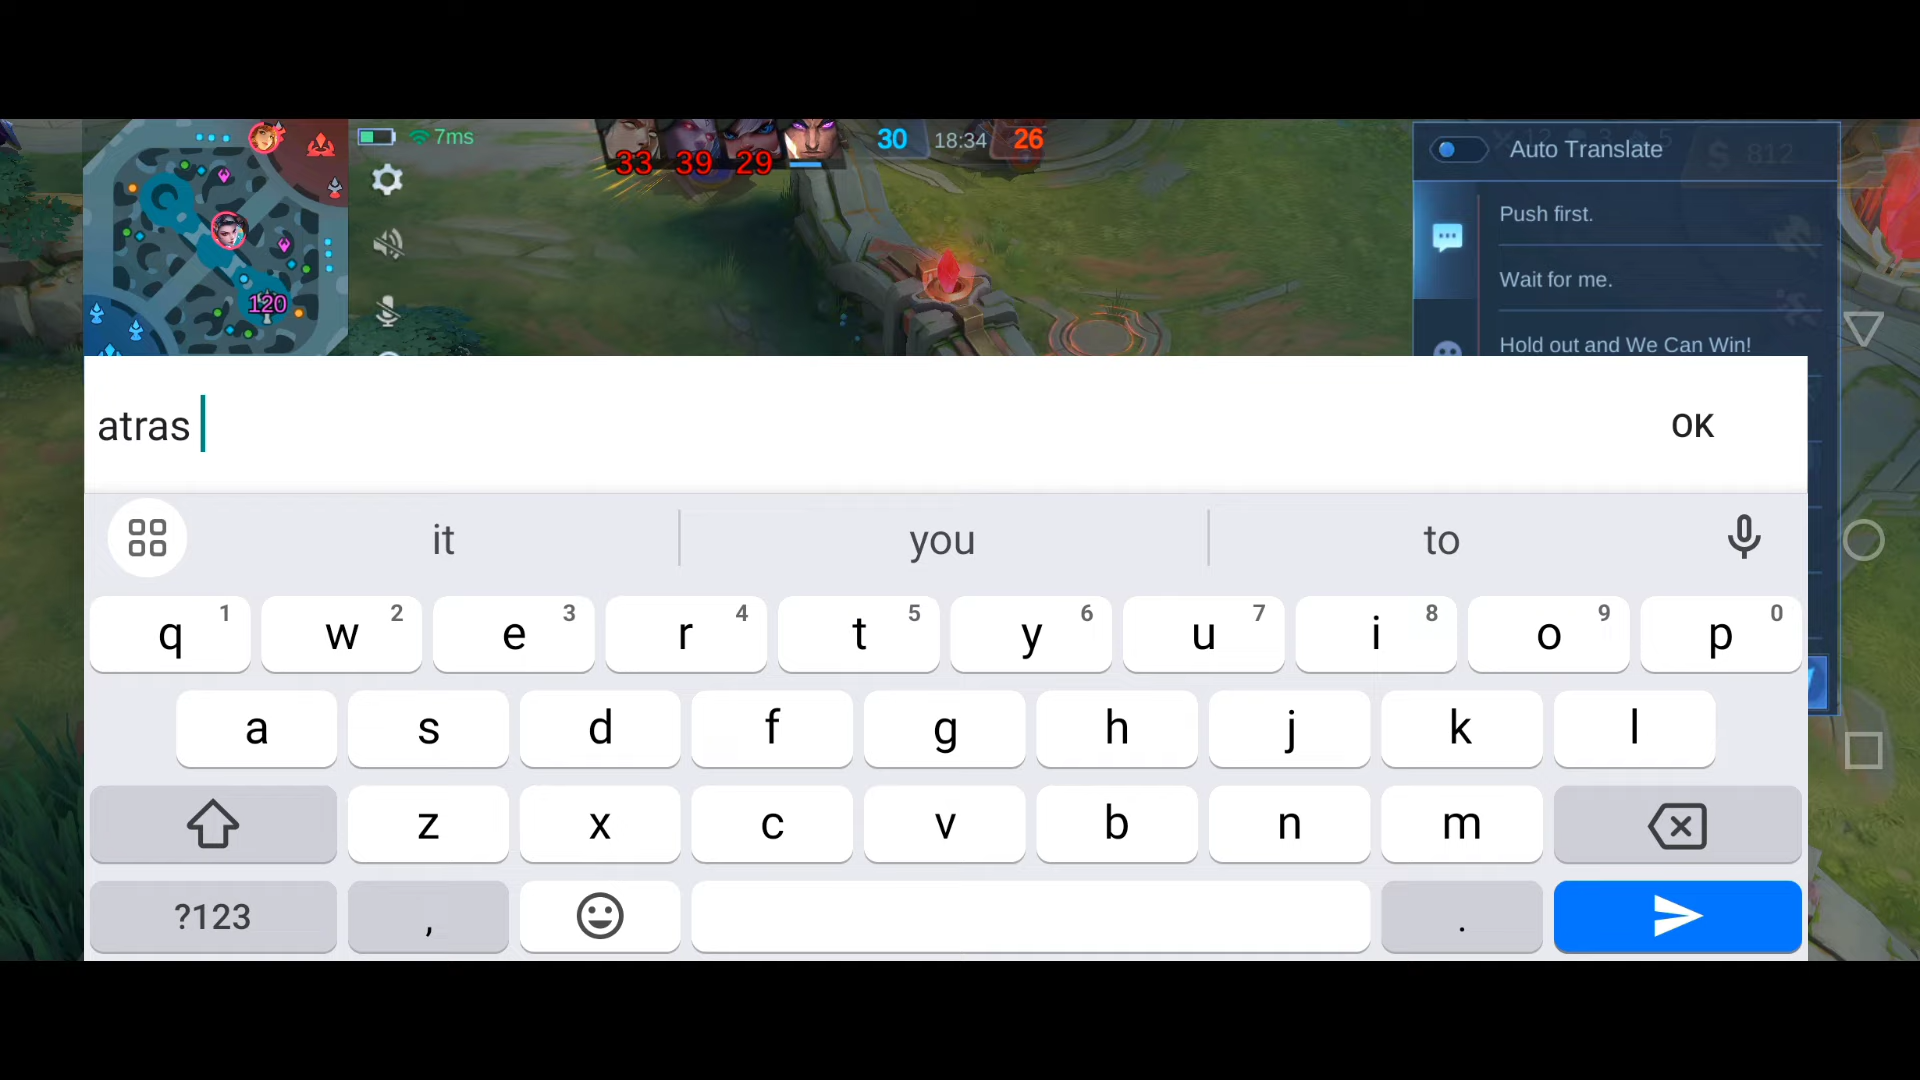 7ms
33 39 29
30 18:34 26
Auto Translate
812
Push first.
Wait for me.
120
Hold out and We Can Win!
atras
OK
it you to
q 1 w 2 e 3 r 4 t 5 y 6 u 7 i 8 o 9 p 0
a s d f g h j k l
z x c v b n m
?123 , .